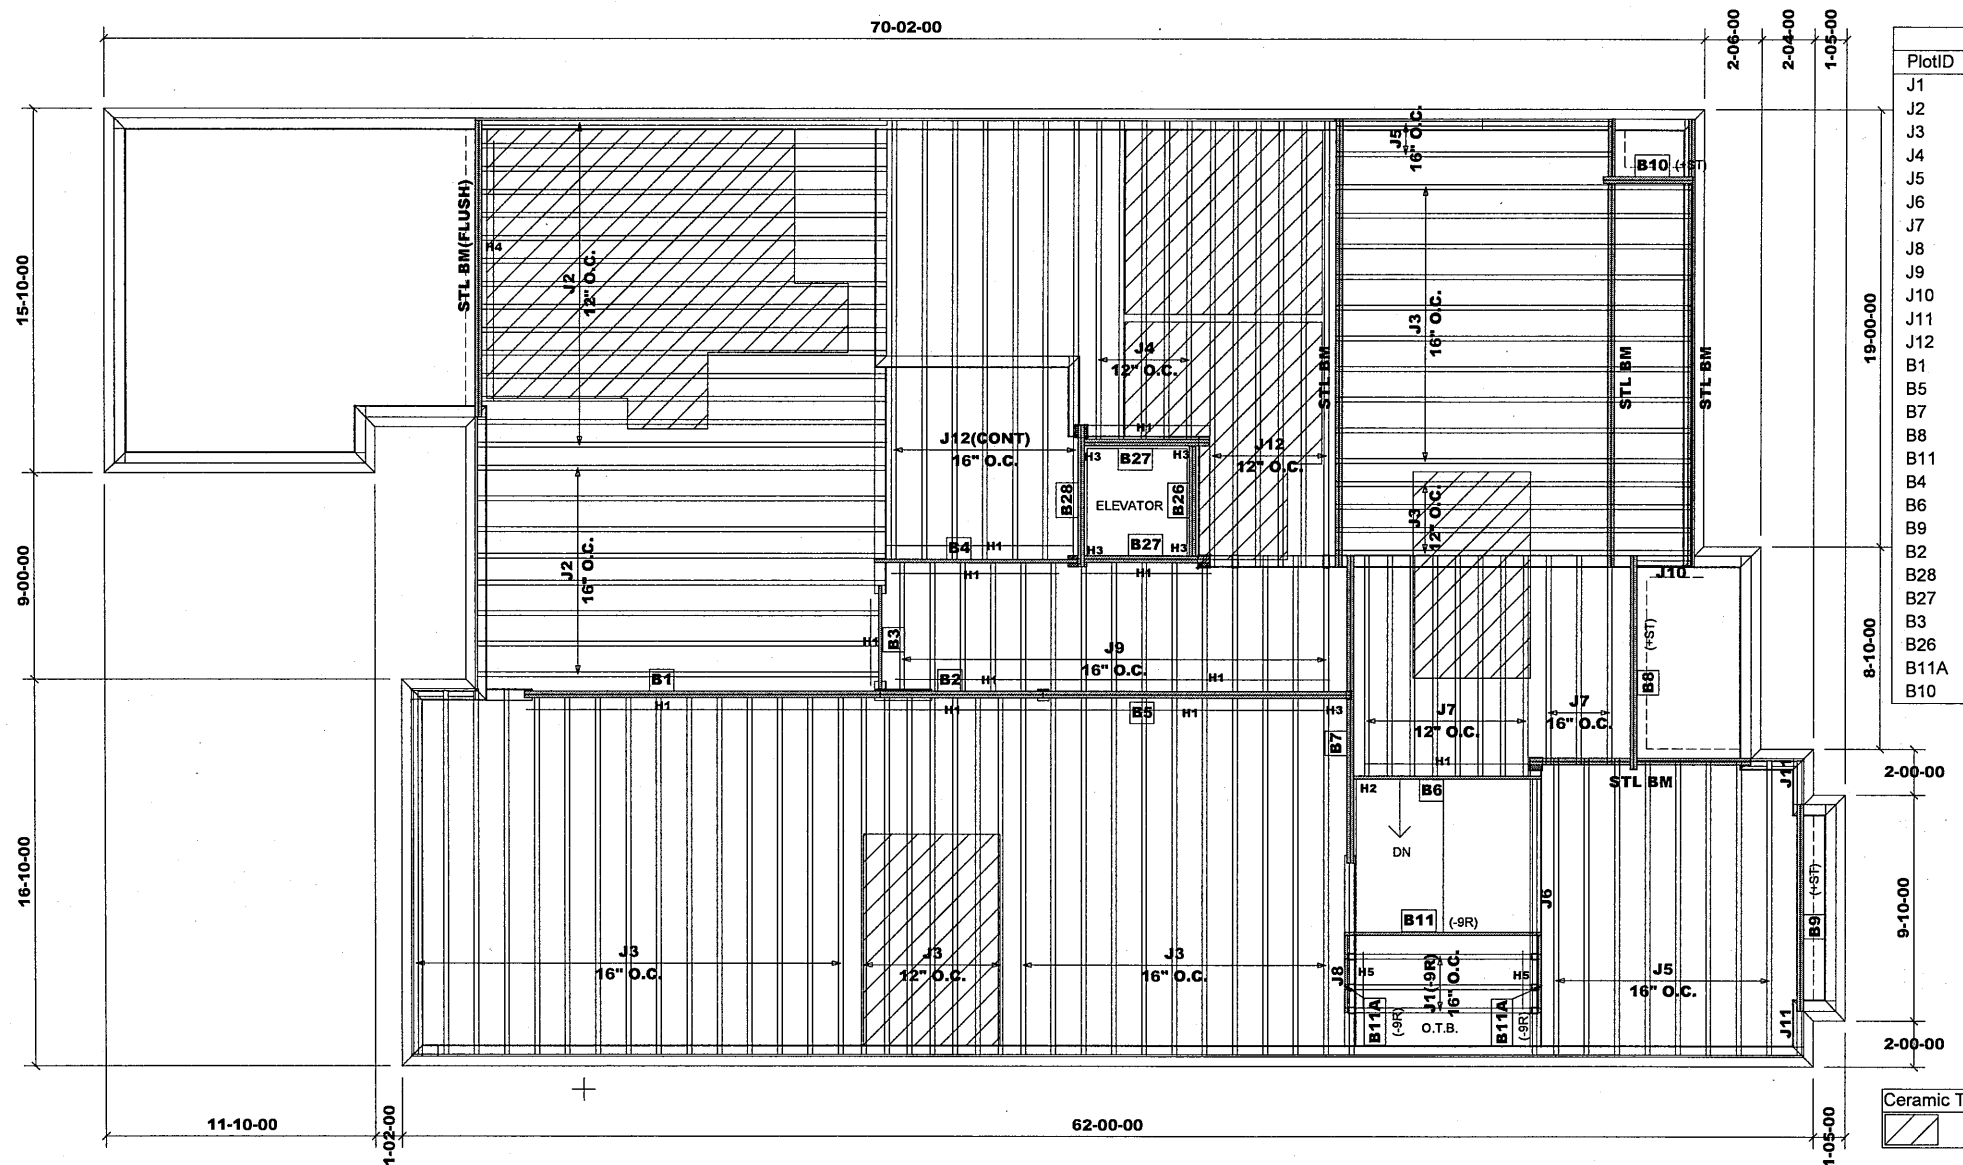 70-02-00
2-06-00
2-04-00
1-05-00
PlotID
J1
J2
J3
J4
J5
J6
J7
J8
J9
J10
J11
J12
B1
B5
B7
B8
B11
B4
B6
B9
B2
B28
B27
B3
B26
B11A
B10
15-10-00
9-00-00
16-10-00
STL BM(FLUSH)
H4
J2
12" O.C.
J2
16" O.C.
J12(CONT)
16" O.C.
J4
12" O.C.
H1
J12
12" O.C.
H3
B27
H3
B28
ELEVATOR
B26
H3
B27
H3
B4
H1
H1
H1
STL BM
J5
16" O.C.
B10
(+ST)
J3
16" O.C.
STL BM
STL BM
J3
12" O.C.
19-00-00
8-10-00
J10
(+ST)
B8
H1
B3
J9
16" O.C.
B1
B2
H1
H1
H1
H1
B5
H1
H3
B7
J7
12" O.C.
J7
16" O.C.
H1
H2
B6
STL BM
J11
2-00-00
DN
B11
(-9R)
J6
(+ST)
B9
9-10-00
J3
16" O.C.
J3
12" O.C.
J3
16" O.C.
J8
H5
J1(-9R)
16" O.C.
H5
B11A
(-9R)
O.T.B.
B11A
(-9R)
J5
16" O.C.
J11
2-00-00
11-10-00
1-02-00
62-00-00
1-05-00
Ceramic T